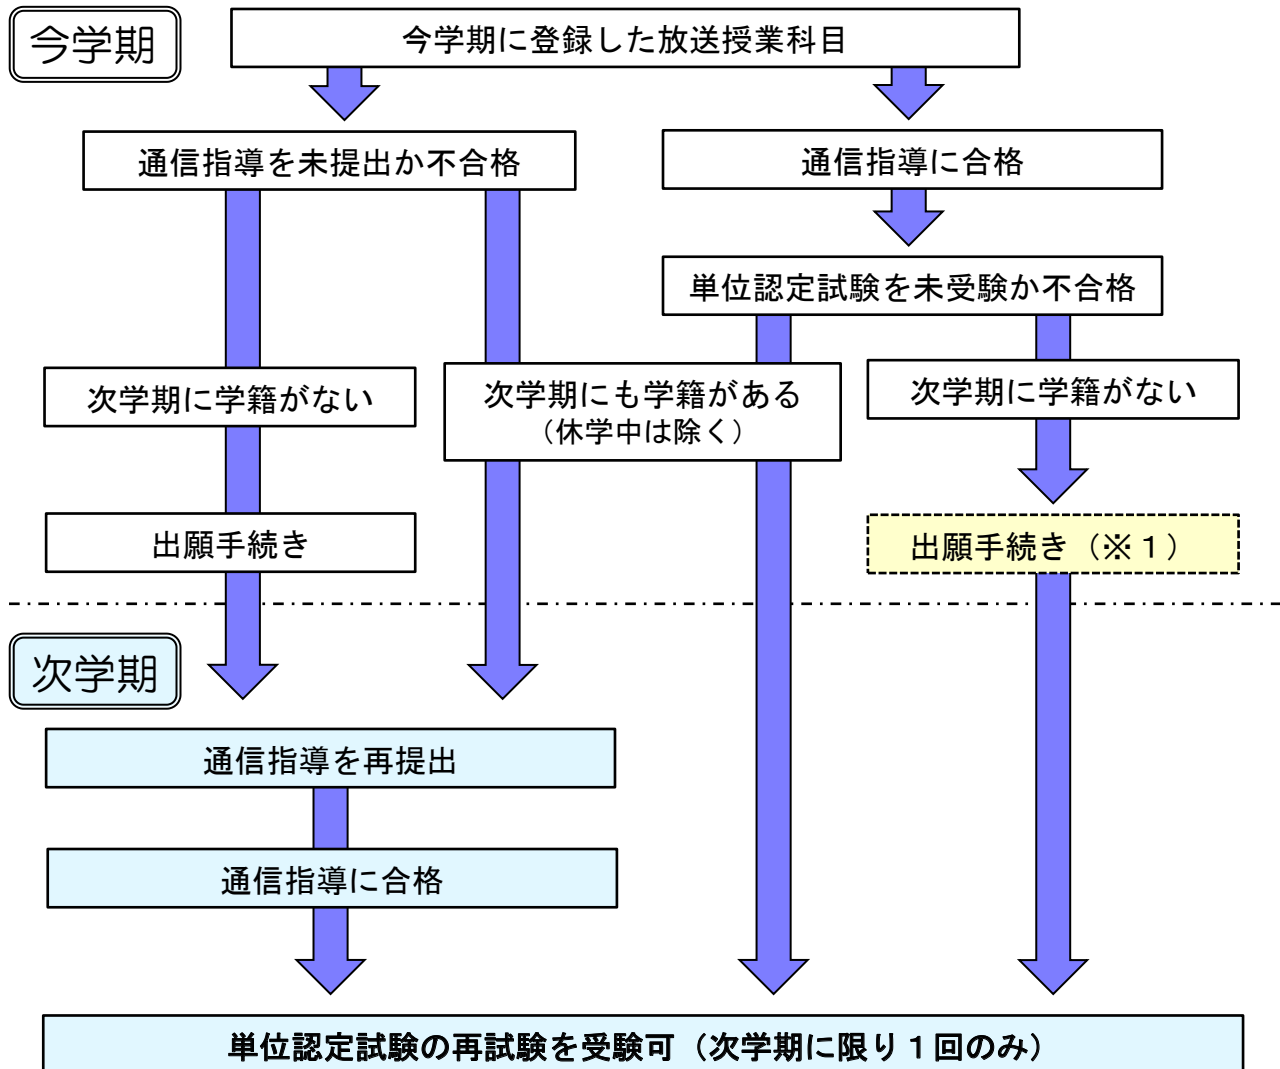 今学期
今学期に登録した放送授業科目
通信指導を未提出か不合格
通信指導に合格
単位認定試験を未受験か不合格
次学期に学籍がない
次学期にも学籍がある
（休学中は除く）
次学期に学籍がない
出願手続き
出願手続き（※１）
次学期
通信指導を再提出
通信指導に合格
単位認定試験の再試験を受験可（次学期に限り１回のみ）